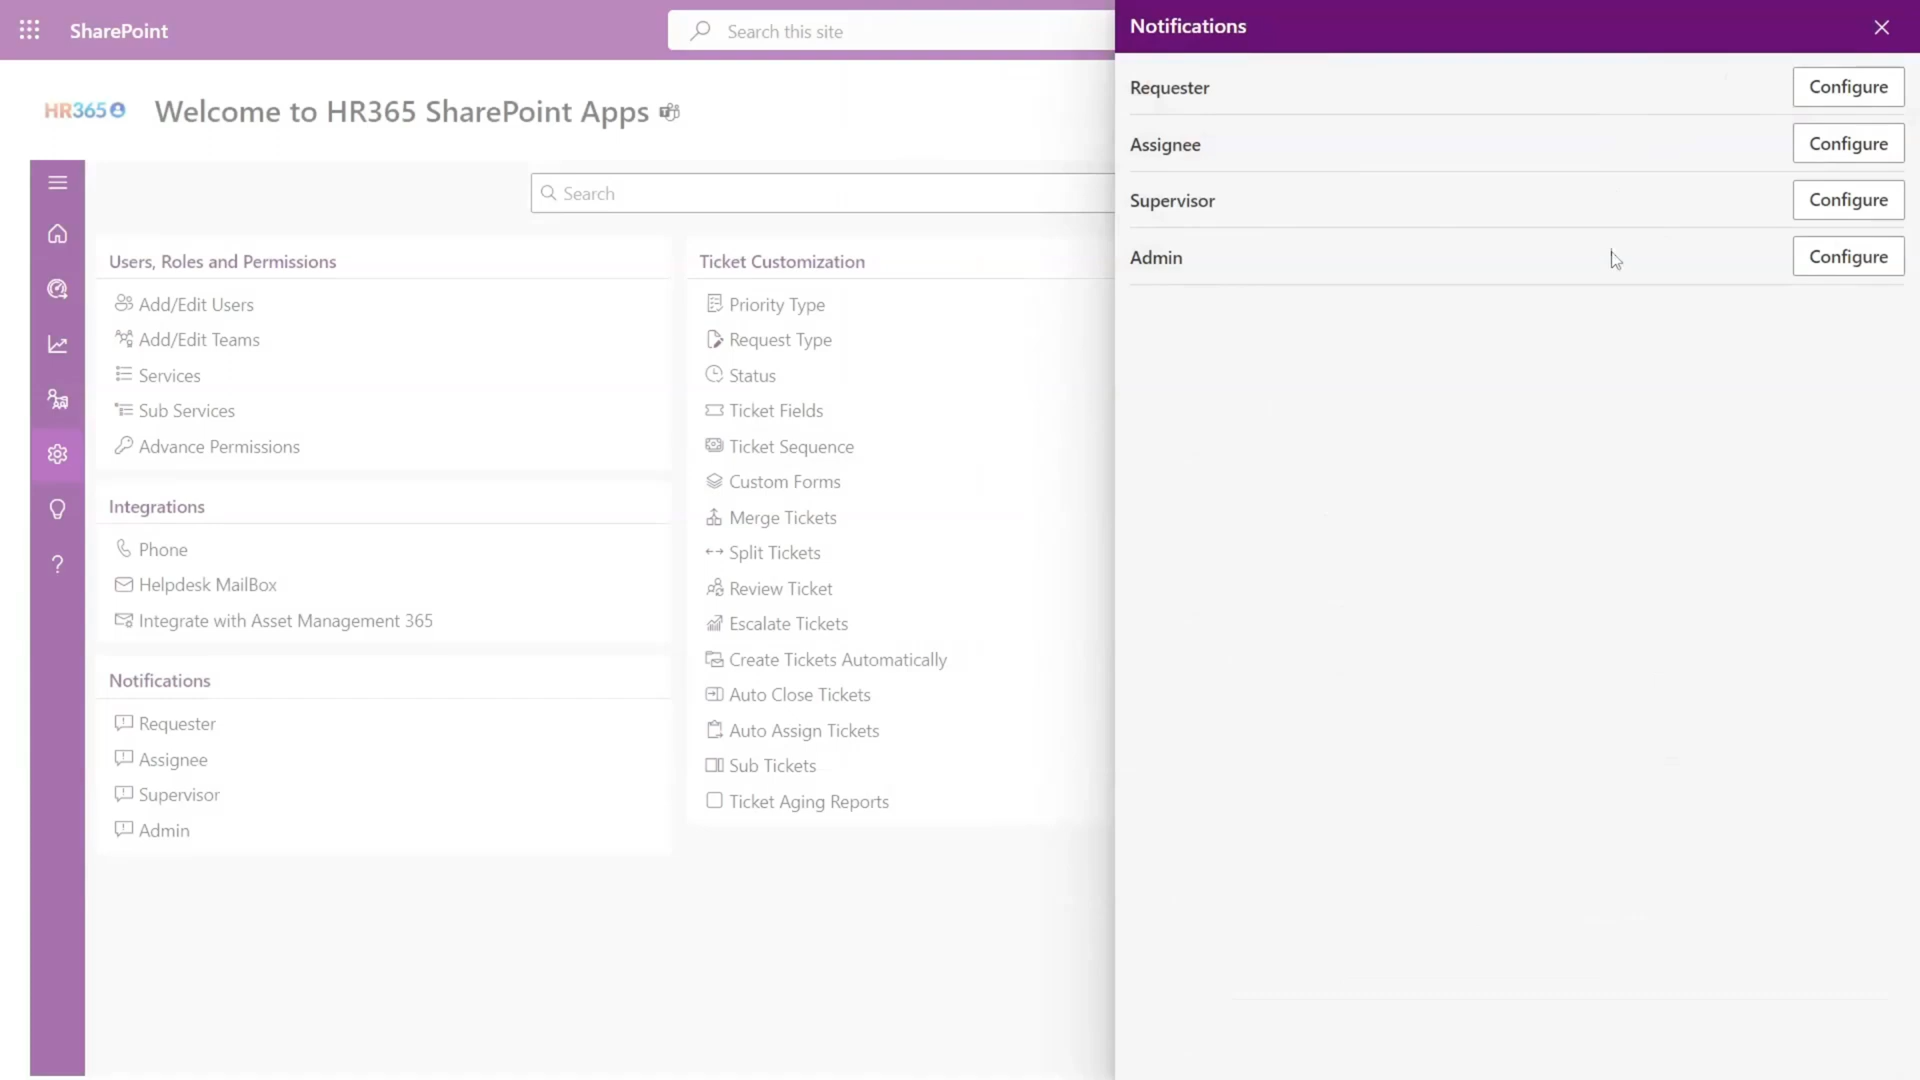 SharePoint
Search this site
HR365
Welcome to HR365 SharePoint Apps
Search
Users, Roles and Permissions
Add/Edit Users
Add/Edit Teams
Services
Sub Services
Advance Permissions
Integrations
Phone
Helpdesk MailBox
Integrate with Asset Management 365
Notifications
Requester
Assignee
Supervisor
Admin
Ticket Customization
Priority Type
Request Type
Status
Ticket Fields
Ticket Sequence
Custom Forms
Merge Tickets
Split Tickets
Review Ticket
Escalate Tickets
Create Tickets Automatically
Auto Close Tickets
Auto Assign Tickets
Sub Tickets
Ticket Aging Reports
Notifications
Requester Configure
Assignee Configure
Supervisor Configure
Admin Configure